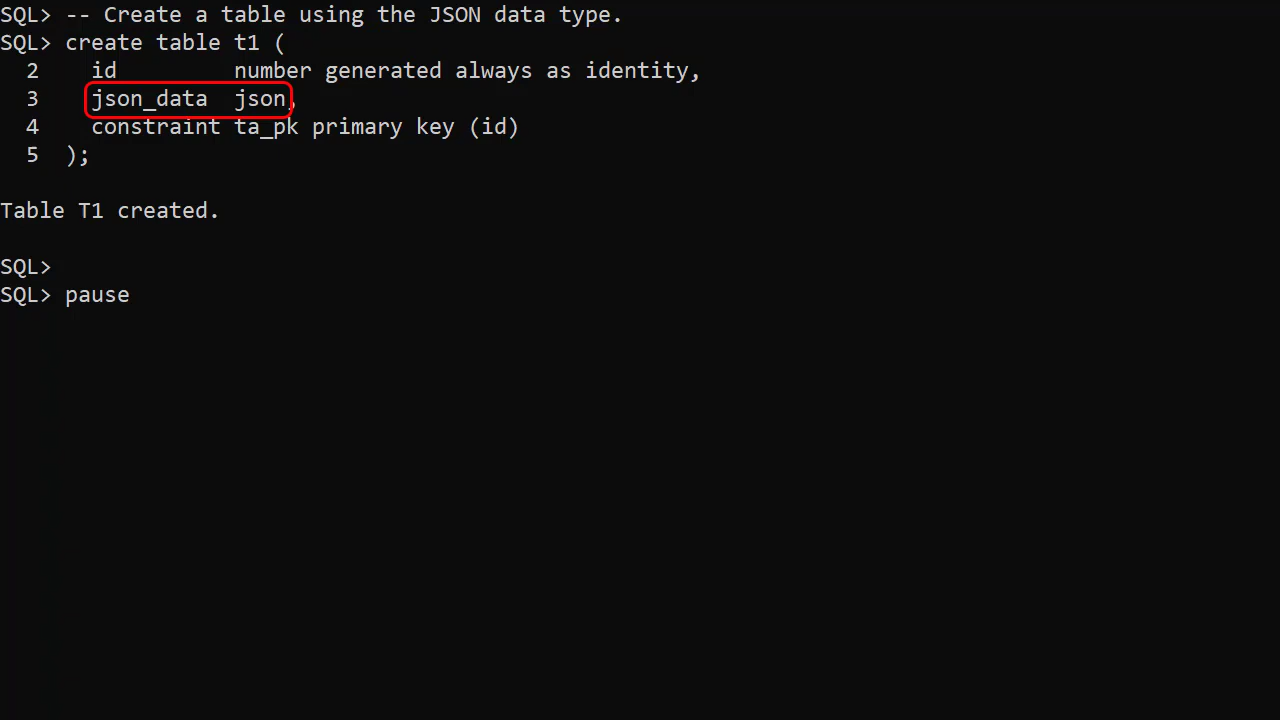 SQL> -- Create a table using the JSON data type.
SQL> create table t1 (
  2    id         number generated always as identity,
  3    json_data  json,
  4    constraint ta_pk primary key (id)
  5  );
Table T1 created.
SQL>
SQL> pause